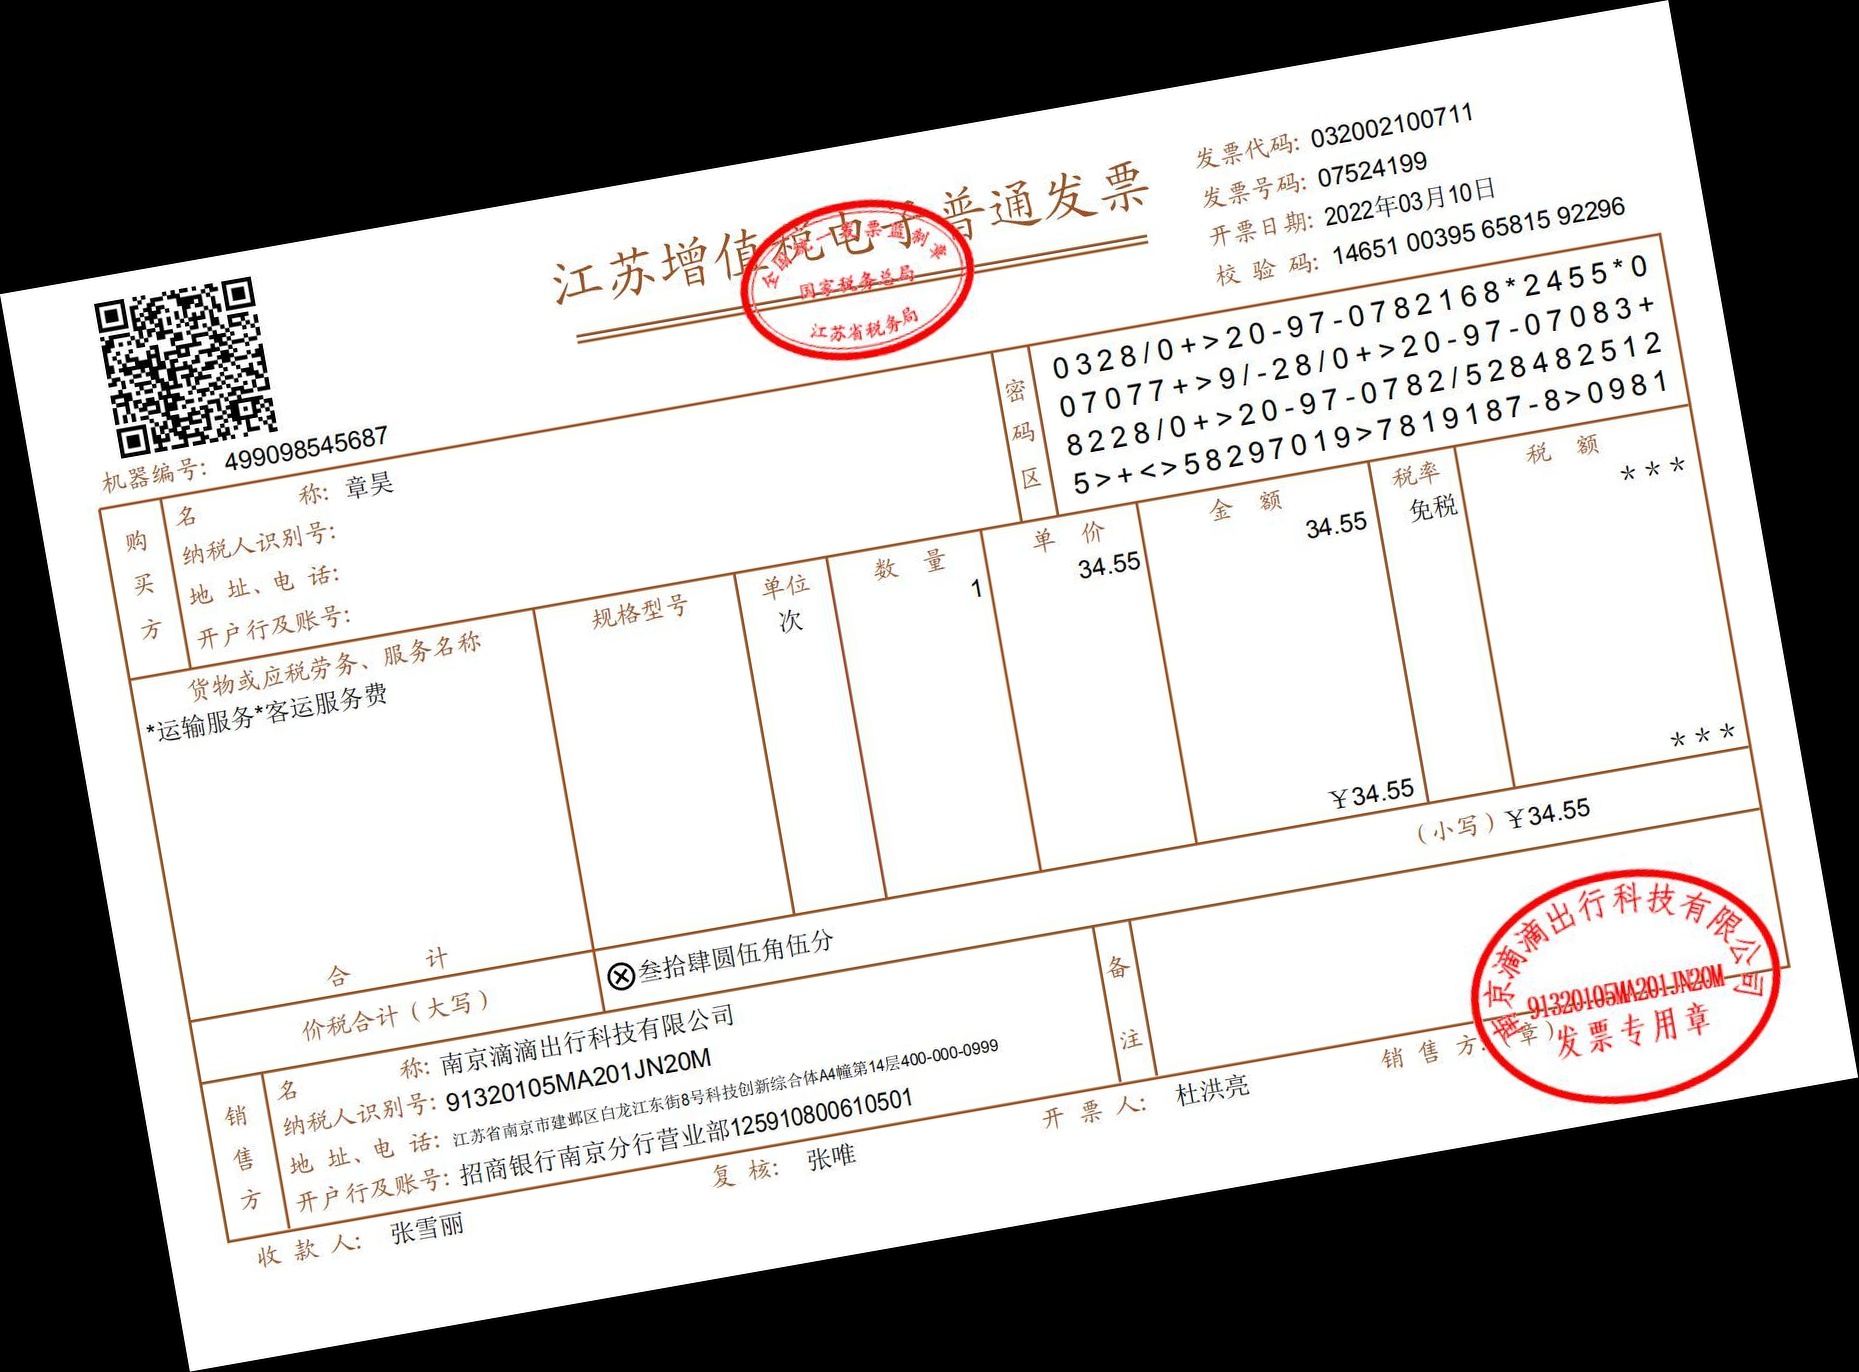 江苏增值税电子普通发票
全国统一发票监制章
国家税务总局
江苏省税务局
发票代码: 032002100711
发票号码: 07524199
开票日期: 2022年03月10日
校 验 码: 14651 00395 65815 92296
机器编号: 499098545687
购买方
名 称: 章昊
纳税人识别号:
地 址、电 话:
开户行及账号:
密码区
0328/0+>20-97-0782168*2455*0
07077+>9/-28/0+>20-97-07083+
8228/0+>20-97-0782/528482512
5>+<>58297019>7819187-8>0981
货物或应税劳务、服务名称 规格型号 单位 数 量 单 价 金 额 税率 税 额
*运输服务*客运服务费 次 1 34.55 34.55 免税 ***
合 计 ￥34.55 ***
价税合计（大写） ⊗叁拾肆圆伍角伍分 （小写）￥34.55
销售方
名 称: 南京滴滴出行科技有限公司
纳税人识别号: 91320105MA201JN20M
地 址、电 话: 江苏省南京市建邺区白龙江东街8号科技创新综合体A4幢第14层400-000-0999
开户行及账号: 招商银行南京分行营业部125910800610501
备注
收 款 人: 张雪丽 复 核: 张唯 开 票 人: 杜洪亮 销 售 方:（章）
南京滴滴出行科技有限公司
91320105MA201JN20M
发票专用章